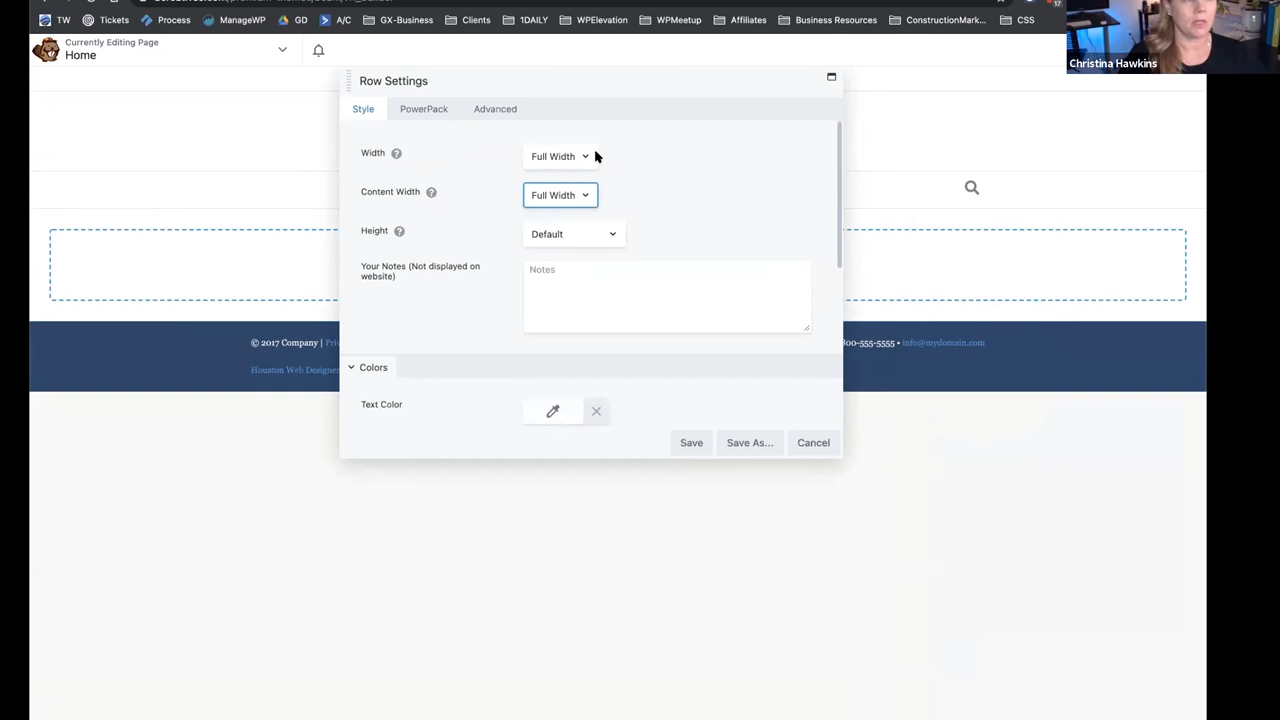 TW Tickets Process ManageWP GD A/C GX-Business Clients 1DAILY WPElevation WPMeetup Affiliates Business Resources ConstructionMark... CSS
17
Christina Hawkins
Currently Editing Page
Home
Row Settings
Style PowerPack Advanced
Width Full Width
Content Width Full Width
Height Default
Your Notes (Not displayed on
website)
Notes
© 2017 Company | Priv
800-555-5555 • info@mydomain.com
Houston Web Designer
Colors
Text Color
Save Save As... Cancel